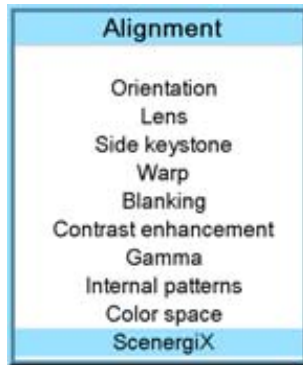 Alignment
Orientation
Lens
Side keystone
Warp
Blanking
Contrast enhancement
Gamma
Internal patterns
Color space
ScenergiX